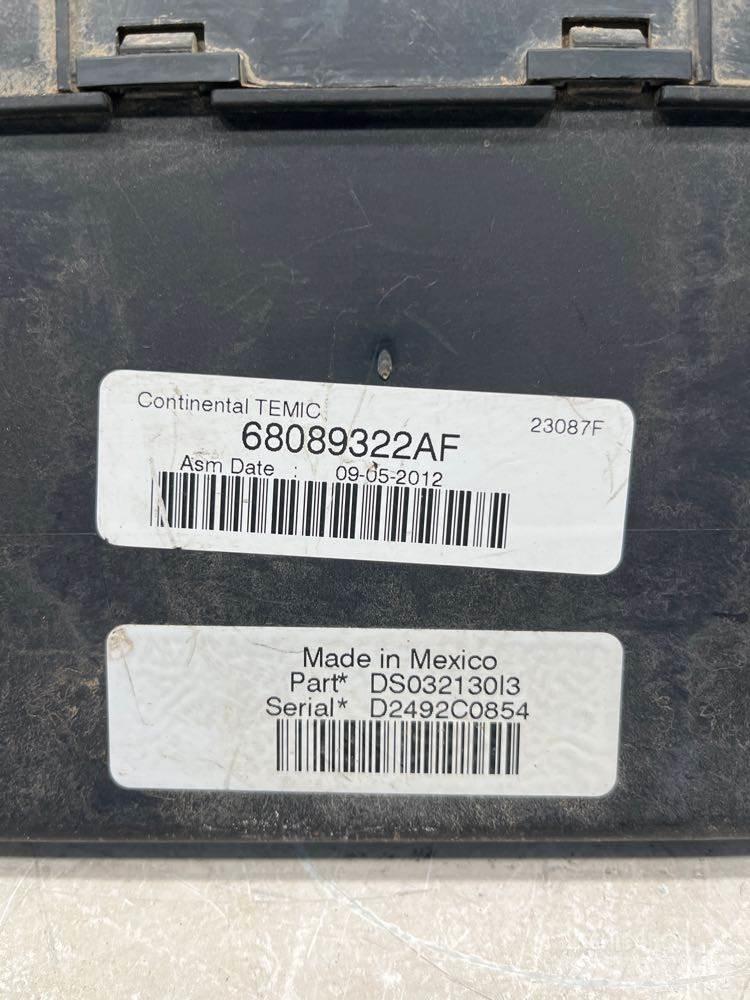 Continental TEMIC
23087F
68089322AF
Asm Date : 09-05-2012
Made in Mexico
Part* DS032130I3
Serial* D2492C0854